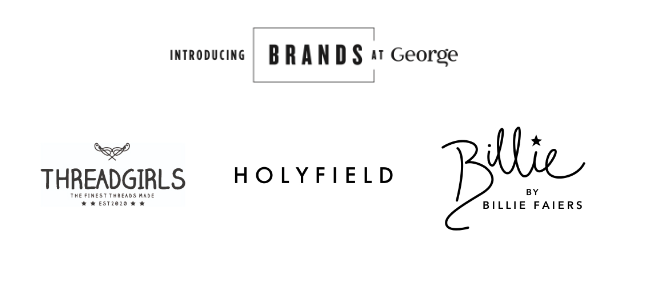 INTRODUCING BRANDS AT George
THREADGIRLS
THE FINEST THREADS MADE
★ ★ EST2020 ★ ★
HOLYFIELD
Billie
BY
BILLIE FAIERS